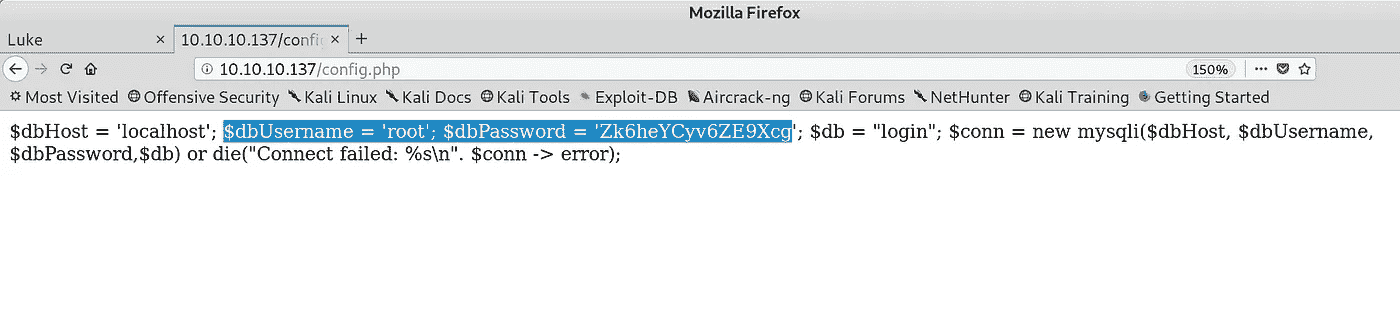 Mozilla Firefox
Luke
10.10.10.137/config
10.10.10.137/config.php
150%
Most Visited Offensive Security Kali Linux Kali Docs Kali Tools Exploit-DB Aircrack-ng Kali Forums NetHunter Kali Training Getting Started
$dbHost = 'localhost'; $dbUsername = 'root'; $dbPassword = 'Zk6heYCyv6ZE9Xcg'; $db = "login"; $conn = new mysqli($dbHost, $dbUsername,
$dbPassword,$db) or die("Connect failed: %s\n". $conn -> error);